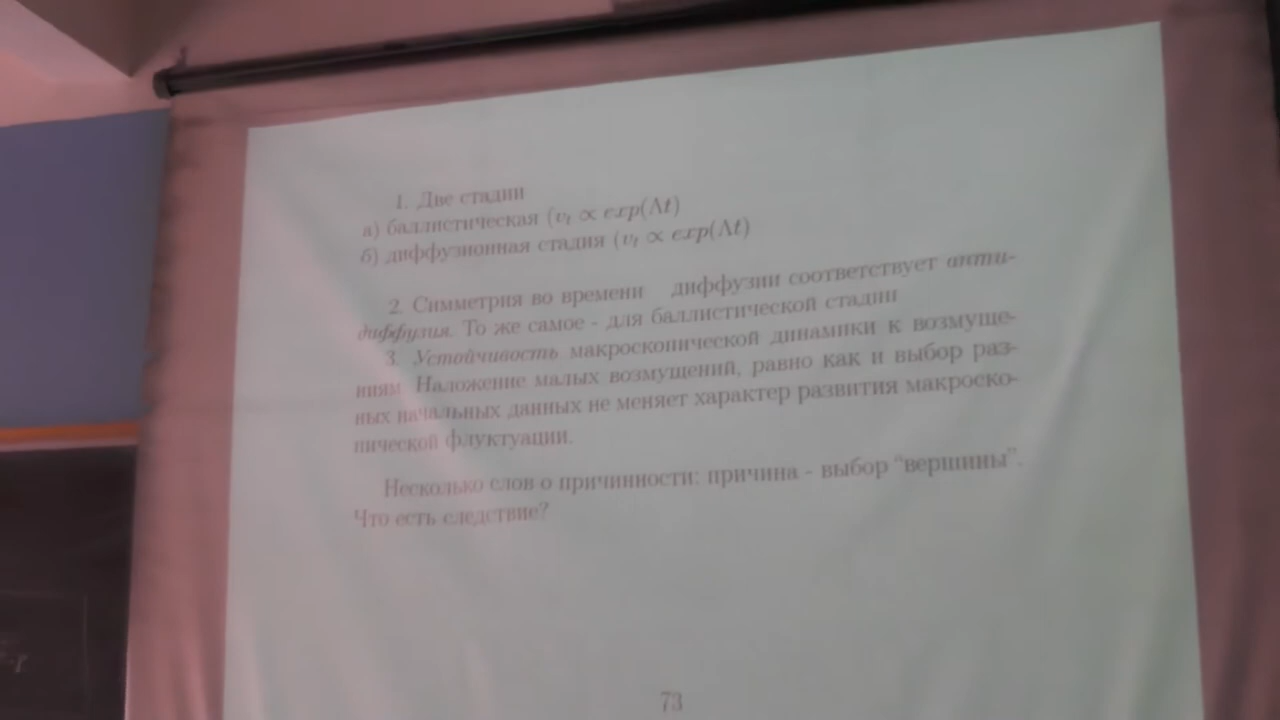 1. Две стадии
а) баллистическая (v_t ∝ exp(Λt)
б) диффузионная стадия (v_t ∝ exp(Λt)
2. Симметрия во времени диффузии соответствует анти-
диффузия. То же самое - для баллистической стадии
3. Устойчивость макроскопической динамики к возмуще-
ниям. Наложение малых возмущений, равно как и выбор раз-
ных начальных данных не меняет характер развития макроско-
пической флуктуации.
Несколько слов о причинности: причина - выбор “вершины”.
Что есть следствие?
73